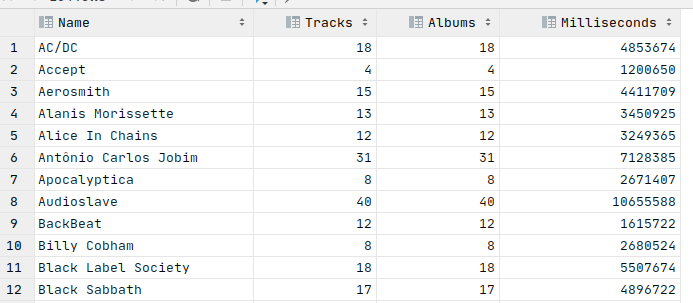 Name Tracks Albums Milliseconds
1 AC/DC 18 18 4853674
2 Accept 4 4 1200650
3 Aerosmith 15 15 4411709
4 Alanis Morissette 13 13 3450925
5 Alice In Chains 12 12 3249365
6 Antônio Carlos Jobim 31 31 7128385
7 Apocalyptica 8 8 2671407
8 Audioslave 40 40 10655588
9 BackBeat 12 12 1615722
10 Billy Cobham 8 8 2680524
11 Black Label Society 18 18 5507674
12 Black Sabbath 17 17 4896722